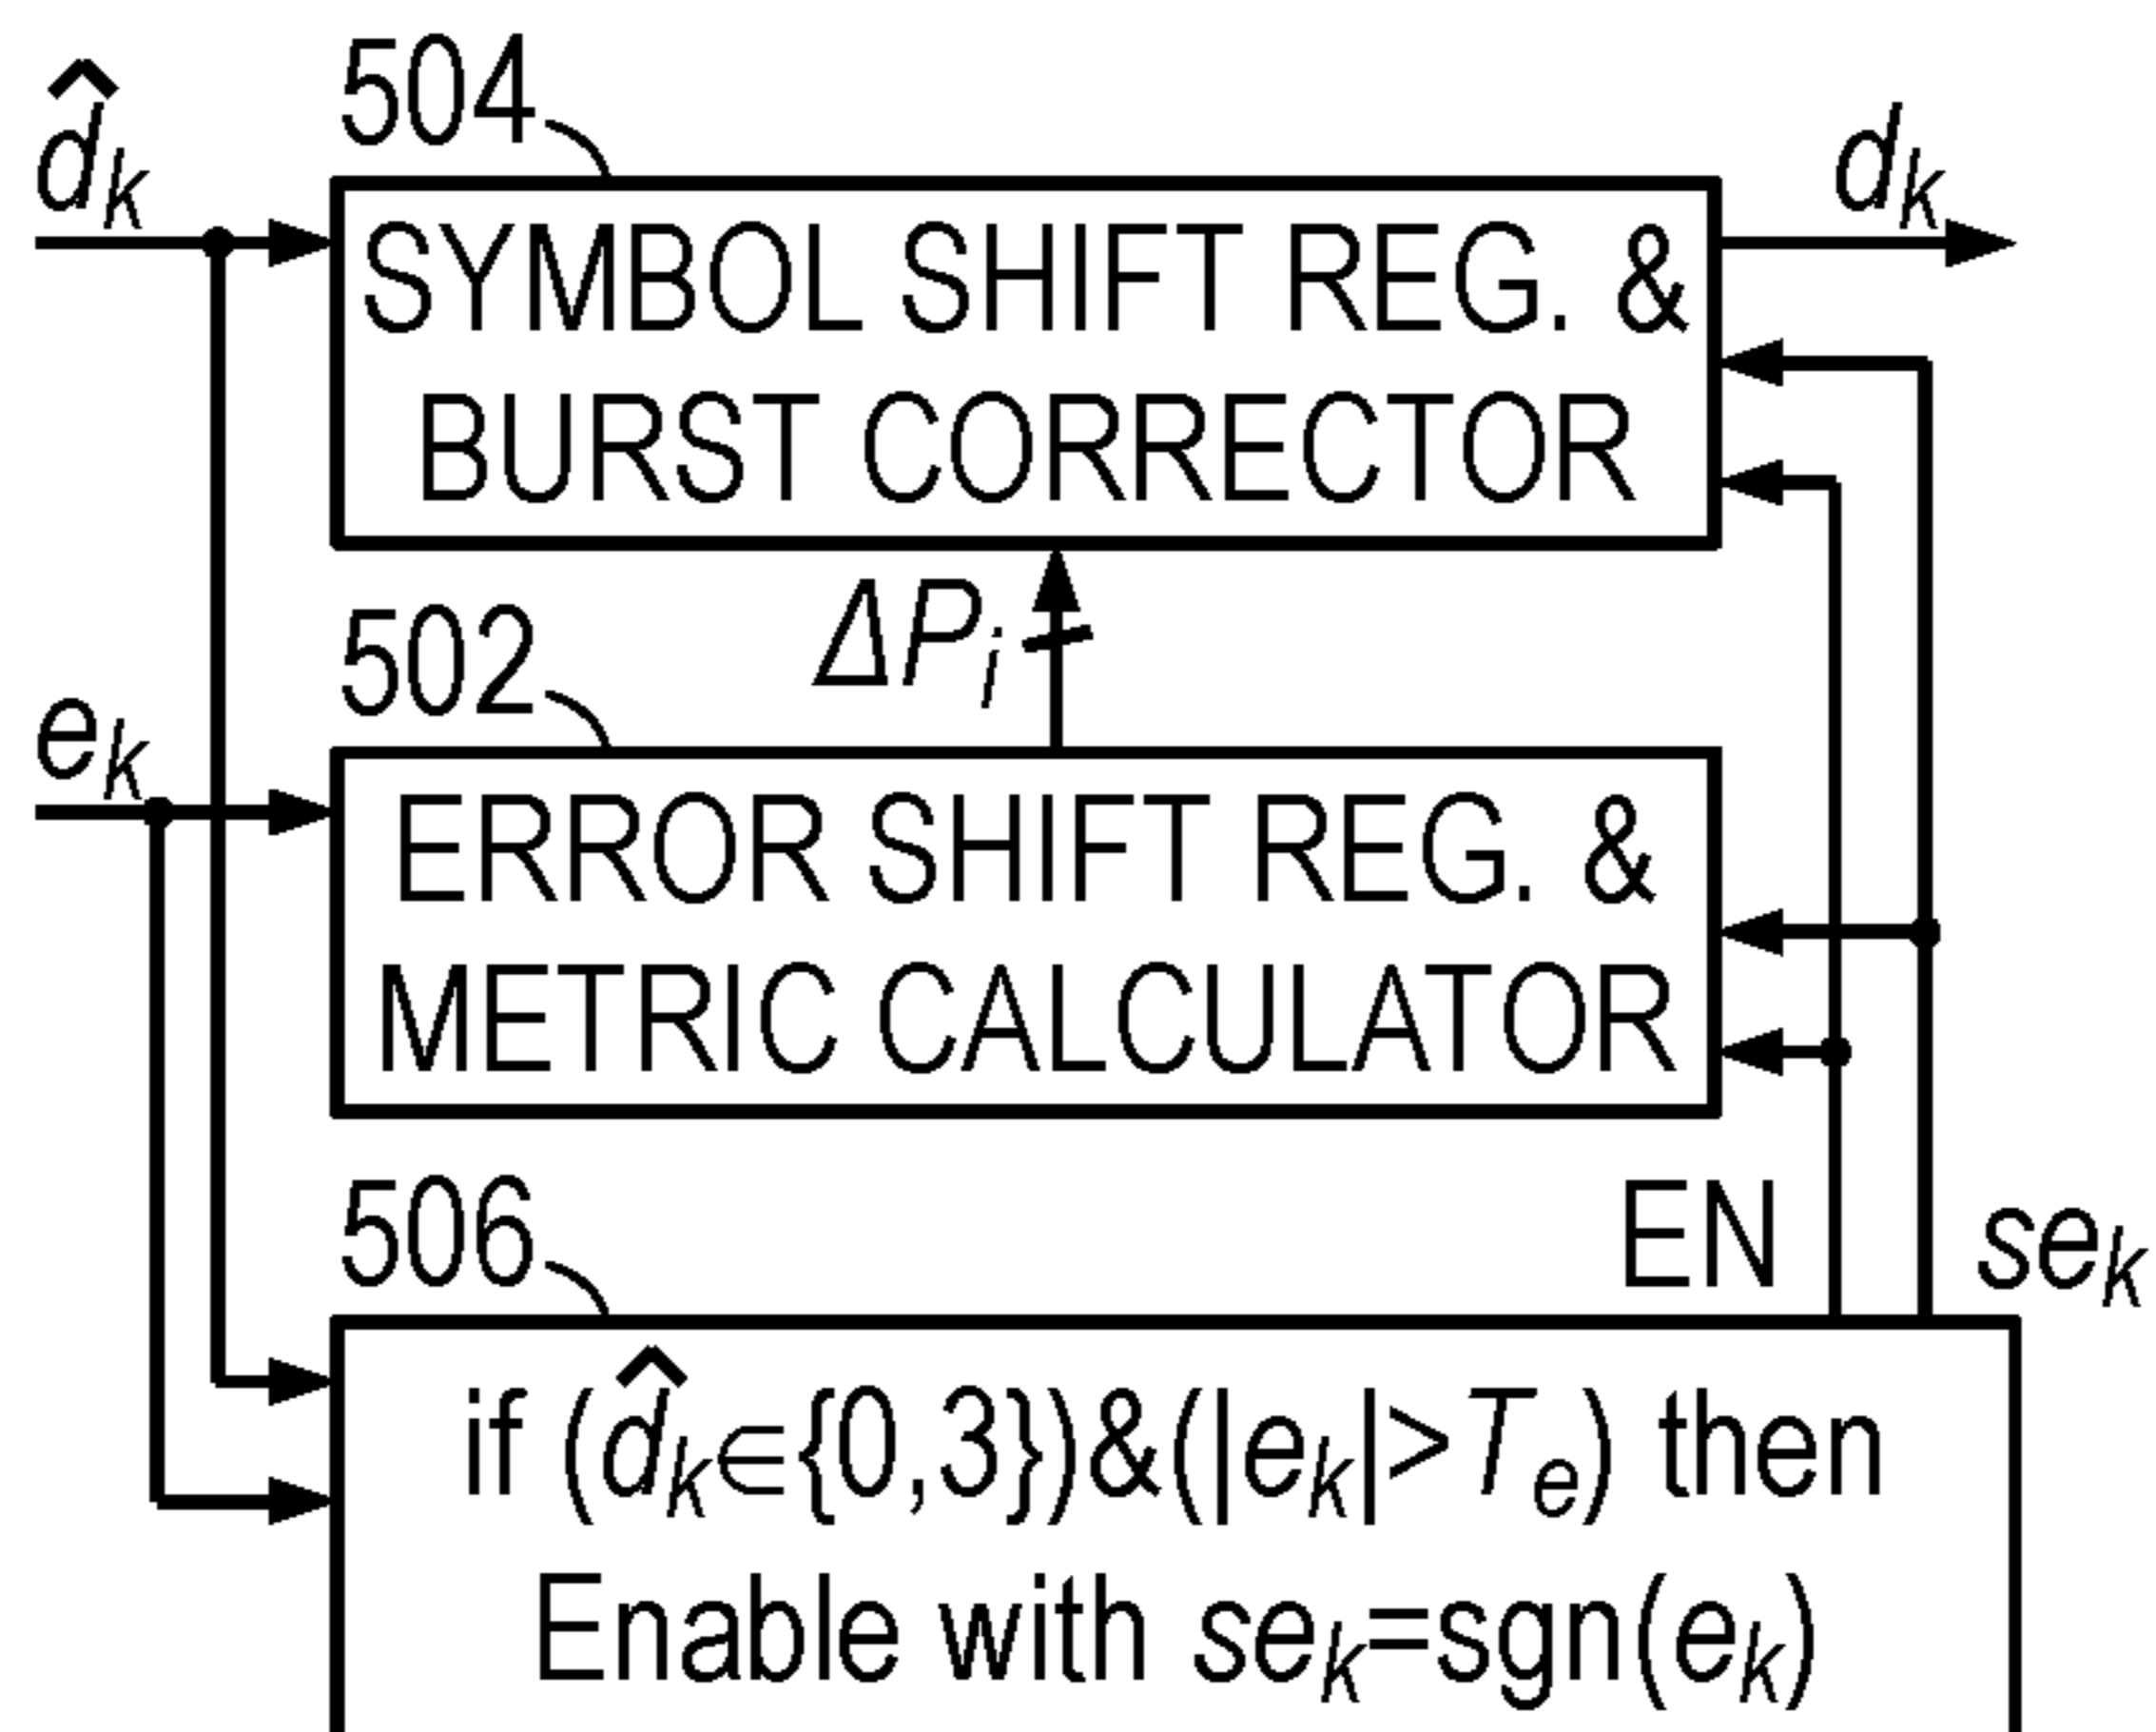 504
d̂k
dk
SYMBOL SHIFT REG. &
BURST CORRECTOR
ΔPi
502
ek
ERROR SHIFT REG. &
METRIC CALCULATOR
506
EN
sek
if (d̂k∈{0,3})&(|ek|>Te) then
Enable with sek=sgn(ek)